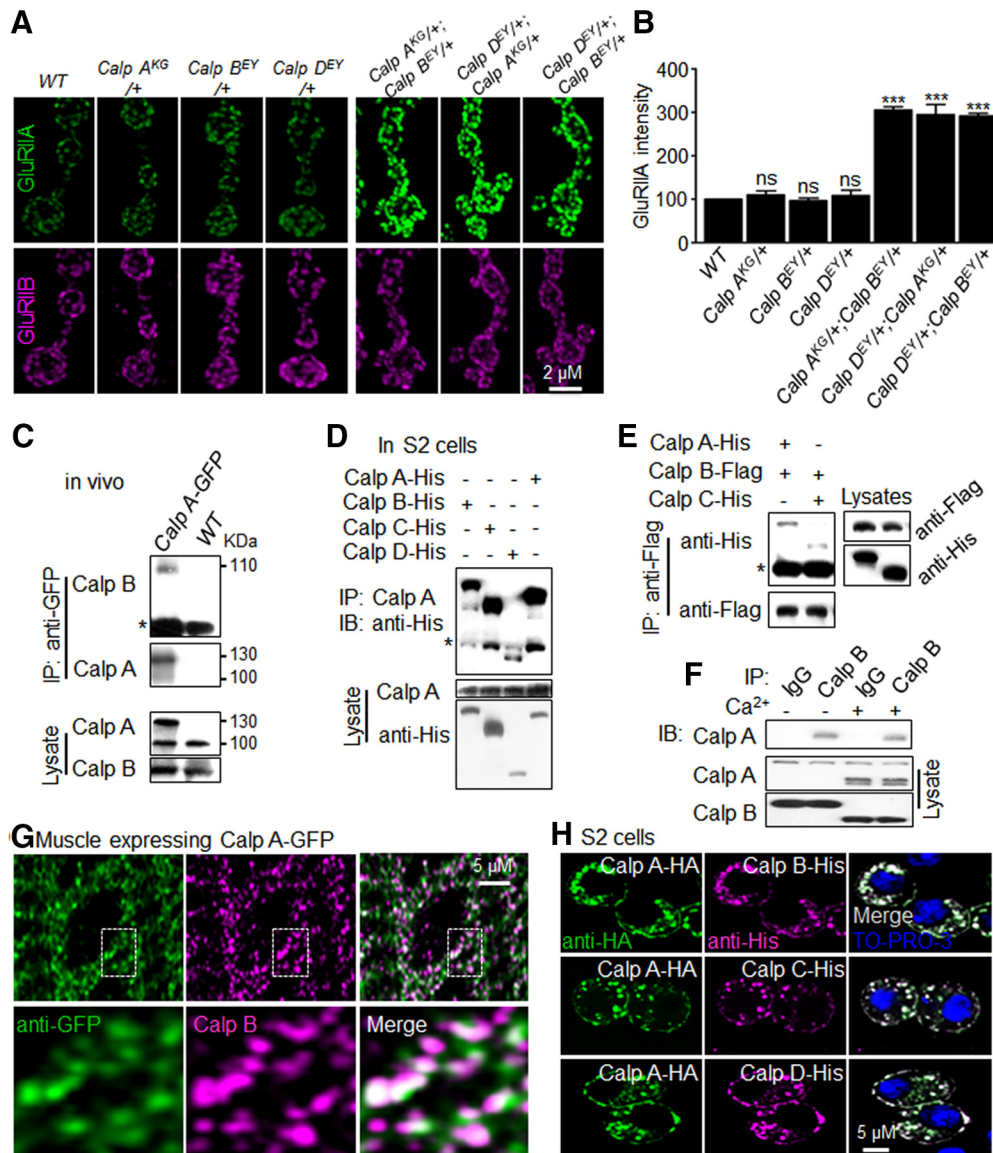 A
WT
Calp A^KG
/+
Calp B^EY
/+
Calp D^EY
/+
Calp A^KG/+;
Calp B^EY/+
Calp D^EY/+;
Calp A^KG/+
Calp D^EY/+;
Calp B^EY/+
GluRIIA
GluRIIB
2 µM
B
GluRIIA intensity
400
300
200
100
0
ns
ns
ns
***
***
***
WT
Calp A^KG/+
Calp B^EY/+
Calp D^EY/+
Calp A^KG/+;Calp B^EY/+
Calp D^EY/+;Calp A^KG/+
Calp D^EY/+;Calp B^EY/+
C
in vivo
Calp A-GFP
WT
KDa
IP: anti-GFP
Calp B
110
*
Calp A
130
100
Lysate
Calp A
130
100
Calp B
D
In S2 cells
Calp A-His - - - +
Calp B-His + - - -
Calp C-His - + - -
Calp D-His - - + -
IP: Calp A
IB: anti-His
*
Lysate
Calp A
anti-His
E
Calp A-His + -
Calp B-Flag + +
Calp C-His - +
Lysates
IP: anti-Flag
anti-His
*
anti-Flag
anti-Flag
anti-His
F
IP: IgG Calp B IgG Calp B
Ca2+ - - + +
IB: Calp A
Calp A
Calp B
Lysate
G Muscle expressing Calp A-GFP
5 µM
anti-GFP
Calp B
Merge
H S2 cells
Calp A-HA
Calp B-His
anti-HA
anti-His
Merge
TO-PRO-3
Calp A-HA
Calp C-His
Calp A-HA
Calp D-His
5 µM